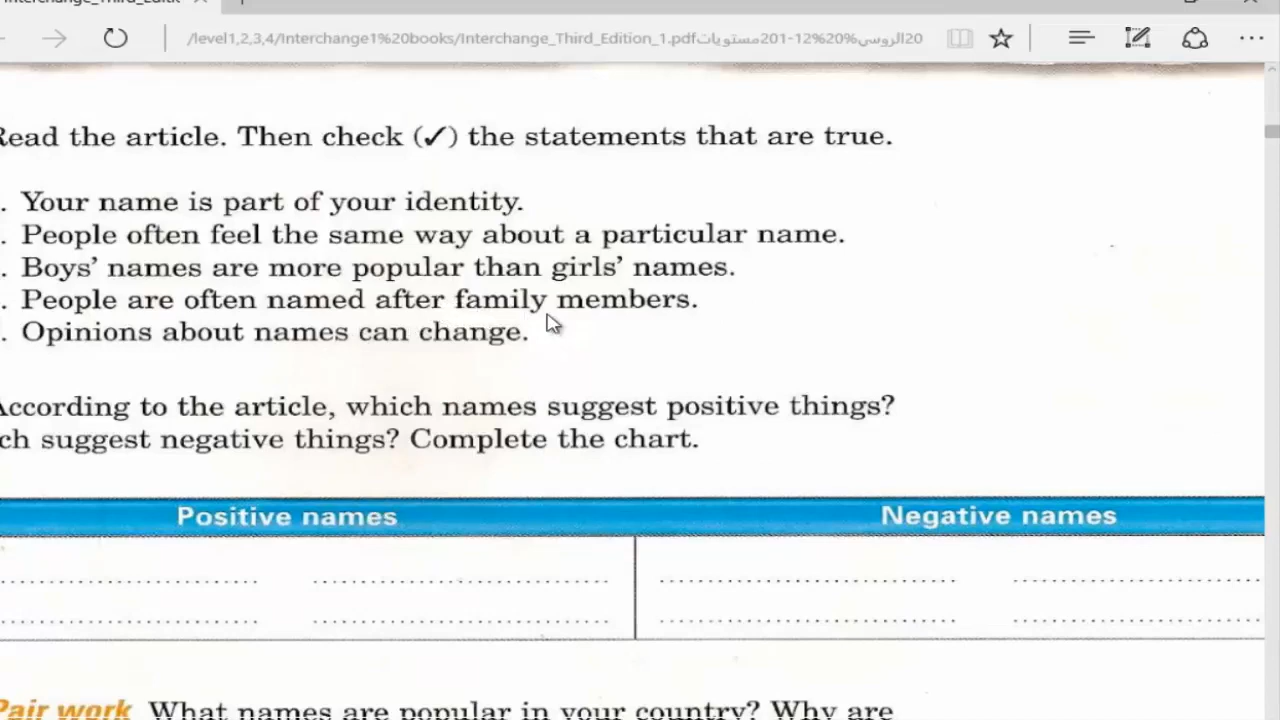 /level1,2,3,4/Interchange1%20books/Interchange_Third_Edition_1.pdfالروسي%20%12-201مستويات20
Read the article. Then check (✓) the statements that are true.
. Your name is part of your identity.
. People often feel the same way about a particular name.
. Boys' names are more popular than girls' names.
. People are often named after family members.
. Opinions about names can change.
According to the article, which names suggest positive things?
ch suggest negative things? Complete the chart.
Positive names
Negative names
Pair work What names are popular in your country? Why are